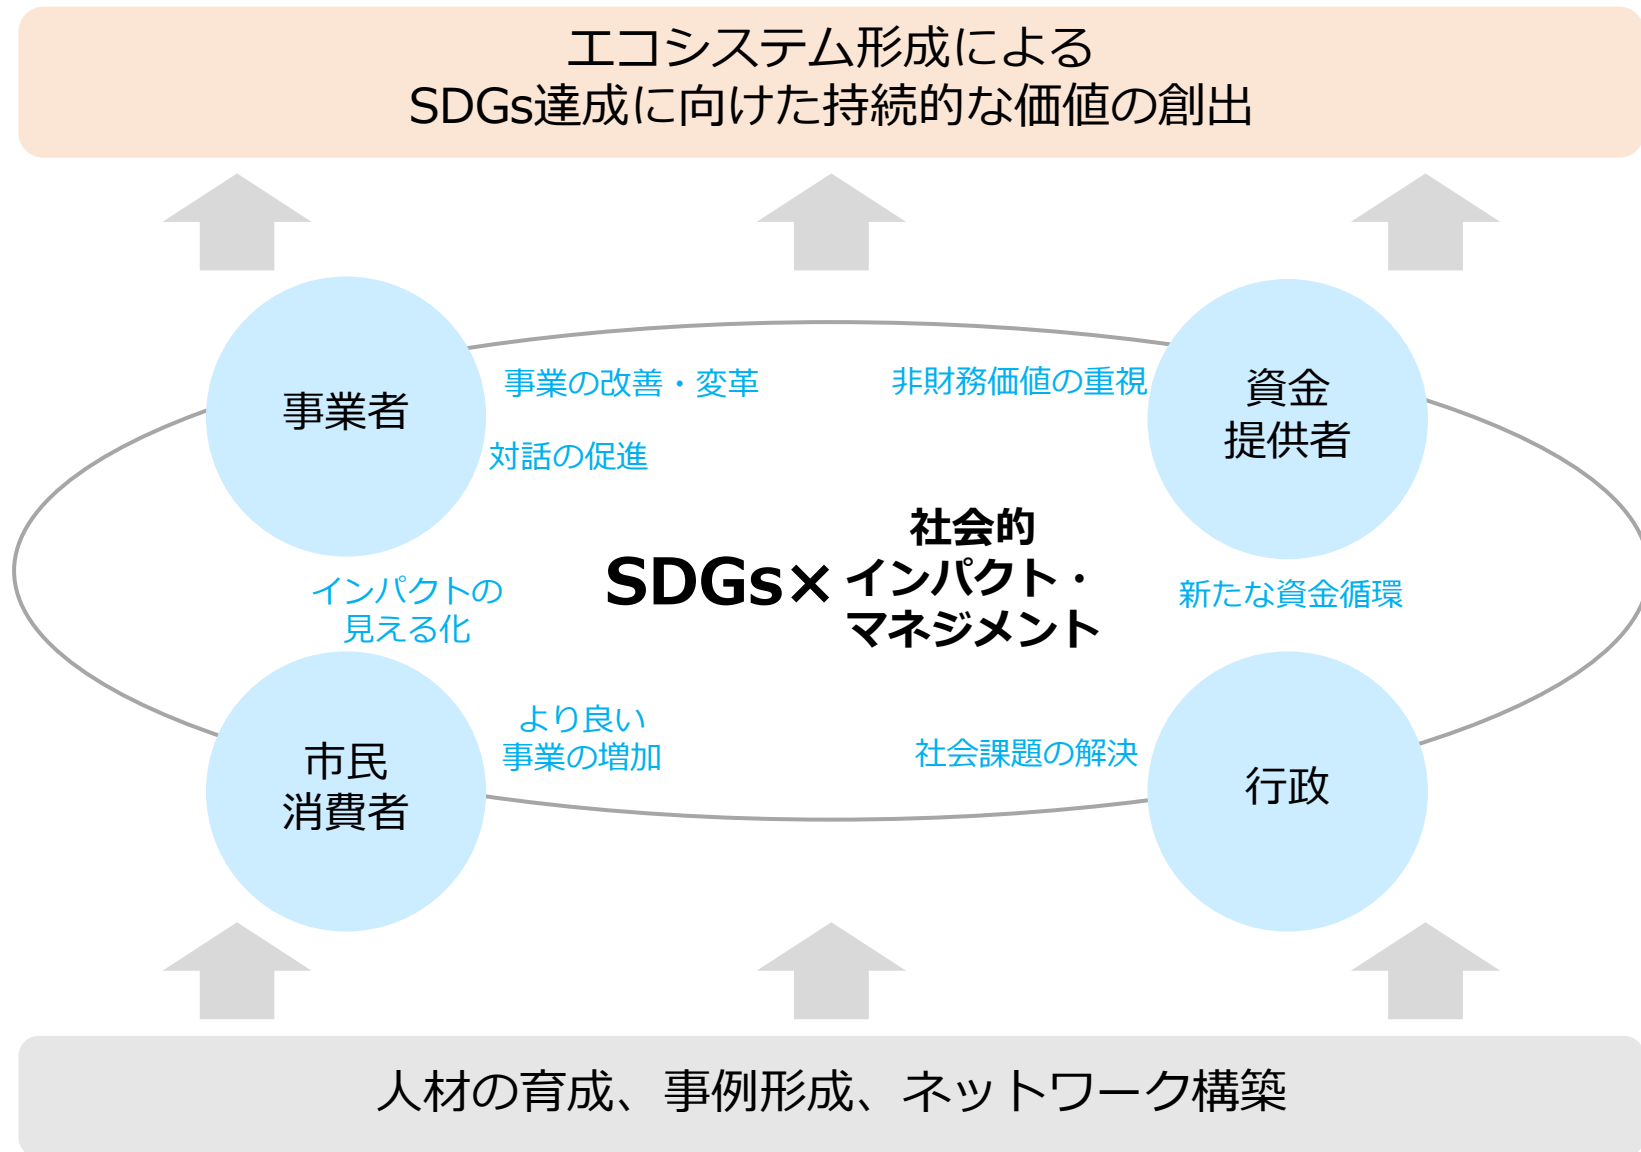 エコシステム形成による
SDGs達成に向けた持続的な価値の創出
事業者
事業の改善・変革
対話の促進
非財務価値の重視
資金
提供者
社会的
SDGs×インパクト・
マネジメント
インパクトの
見える化
新たな資金循環
市民
消費者
より良い
事業の増加
社会課題の解決
行政
人材の育成、事例形成、ネットワーク構築